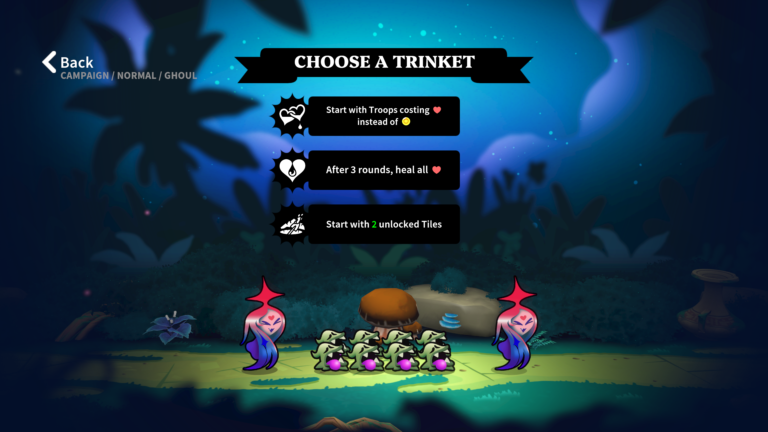 Back
CAMPAIGN / NORMAL / GHOUL
CHOOSE A TRINKET
Start with Troops costing
instead of
After 3 rounds, heal all
Start with 2 unlocked Tiles